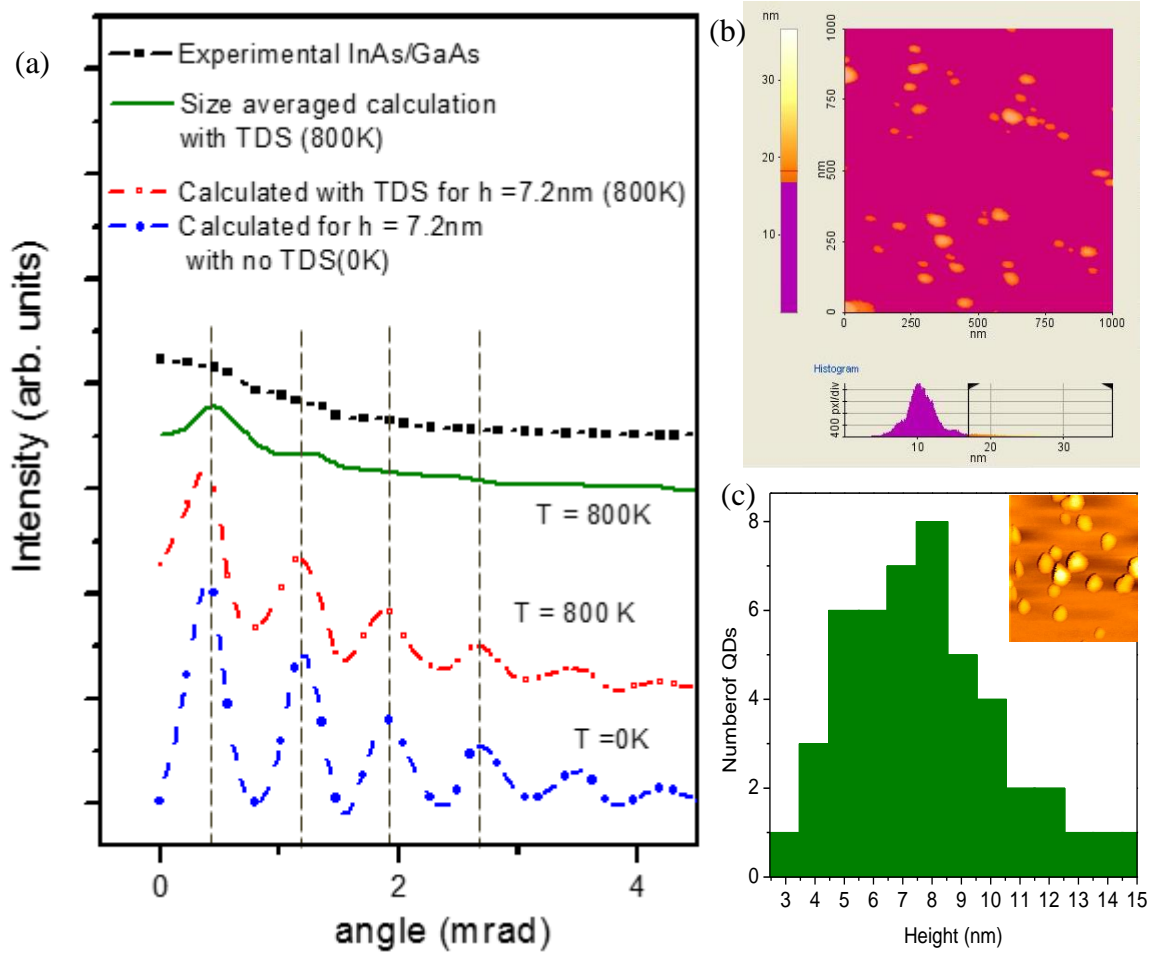 (a)
Experimental InAs/GaAs
Size averaged calculation
with TDS (800K)
Calculated with TDS for h =7.2nm (800K)
Calculated for h = 7.2nm
with no TDS(0K)
T = 800K
T = 800 K
T =0K
Intensity (arb. units)
0 2 4
angle (mrad)
(b)
nm
30
20
10
1000
750
500
nm
250
0
0 250 500 750 1000
nm
Histogram
400 pxl/div
10 20 30
nm
(c)
8
6
4
2
0
Numberof QDs
3 4 5 6 7 8 9 10 11 12 13 14 15
Height (nm)